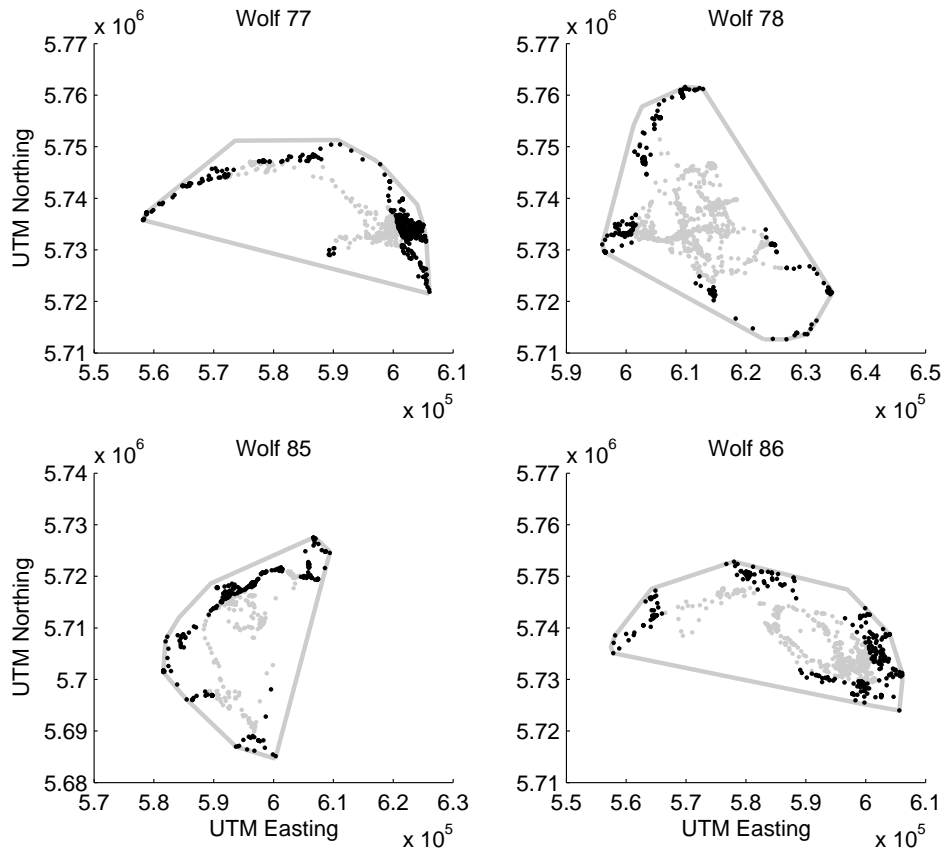 Wolf 77
x 10^6
5.77
5.76
5.75
5.74
5.73
5.72
5.71
UTM Northing
5.5 5.6 5.7 5.8 5.9 6 6.1
x 10^5
Wolf 78
x 10^6
5.77
5.76
5.75
5.74
5.73
5.72
5.71
5.9 6 6.1 6.2 6.3 6.4 6.5
x 10^5
Wolf 85
x 10^6
5.74
5.73
5.72
5.71
5.7
5.69
5.68
UTM Northing
5.7 5.8 5.9 6 6.1 6.2 6.3
UTM Easting
x 10^5
Wolf 86
x 10^6
5.77
5.76
5.75
5.74
5.73
5.72
5.71
5.5 5.6 5.7 5.8 5.9 6 6.1
UTM Easting
x 10^5